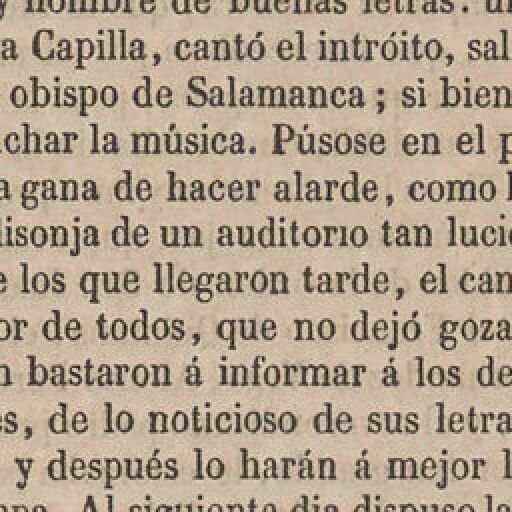 y hombre de buenas letras.
a Capilla, cantó el intróito, sal
obispo de Salamanca; si bien
char la música. Púsose en el p
a gana de hacer alarde, como l
lisonja de un auditorio tan luci
e los que llegaron tarde, el can
or de todos, que no dejó goza
n bastaron á informar á los de
es, de lo noticioso de sus letra
y después lo harán á mejor l
Al siguiente dia dispuso la